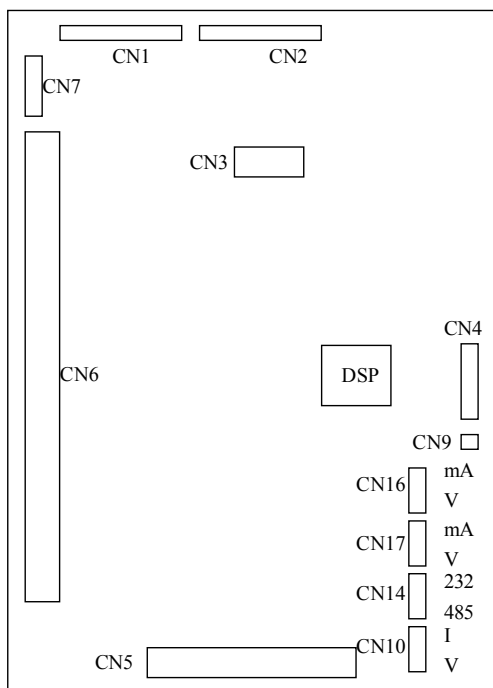 CN1
CN2
CN7
CN3
CN4
CN6
DSP
CN9
CN16
mA
V
CN17
mA
V
CN14
232
485
CN10
I
V
CN5